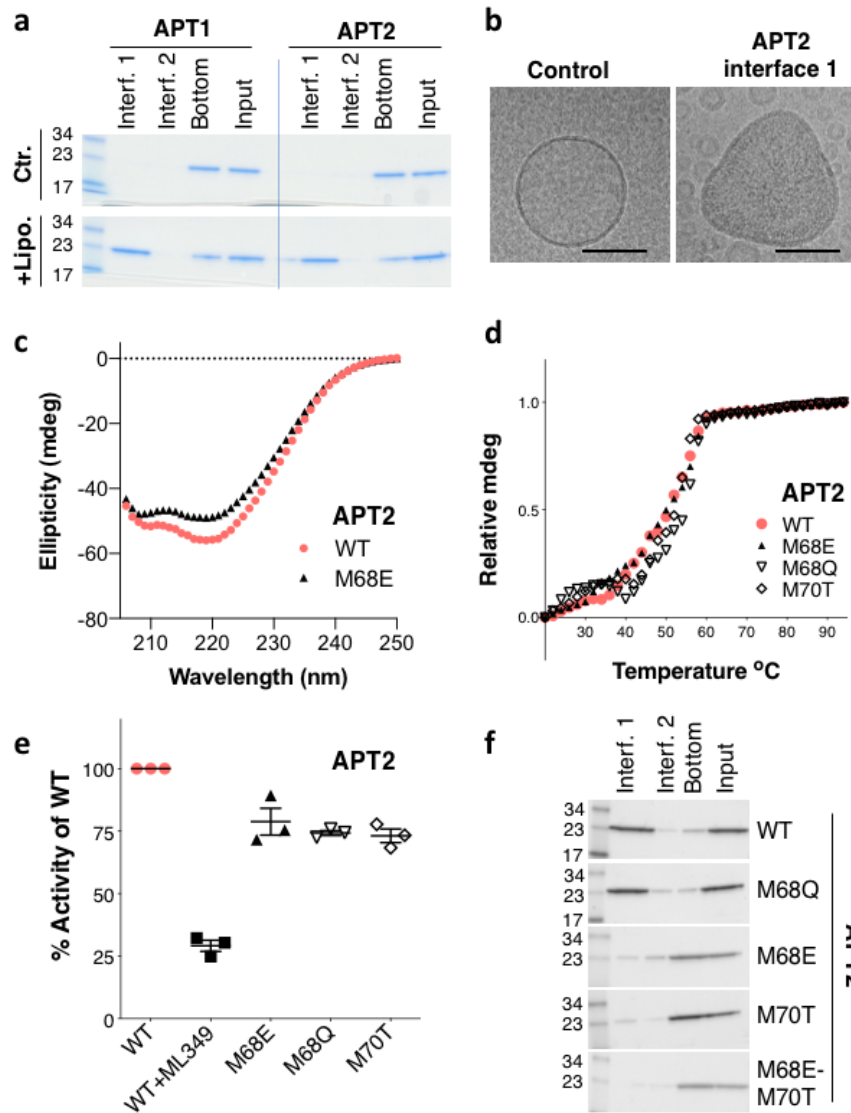 a
APT1
APT2
Interf. 1
Interf. 2
Bottom
Input
Interf. 1
Interf. 2
Bottom
Input
Ctr.
34
23
17
+Lipo.
34
23
17
b
Control
APT2
interface 1
c
Ellipticity (mdeg)
0
-20
-40
-60
-80
210
220
230
240
250
Wavelength (nm)
APT2
WT
M68E
d
Relative mdeg
1.0
0.5
0.0
30
40
50
60
70
80
90
Temperature ºC
APT2
WT
M68E
M68Q
M70T
e
APT2
% Activity of WT
100
75
50
25
0
WT
WT+ML349
M68E
M68Q
M70T
f
Interf. 1
Interf. 2
Bottom
Input
34
23
17
WT
34
23
17
M68Q
34
23
M68E
34
23
M70T
34
23
M68E-
M70T